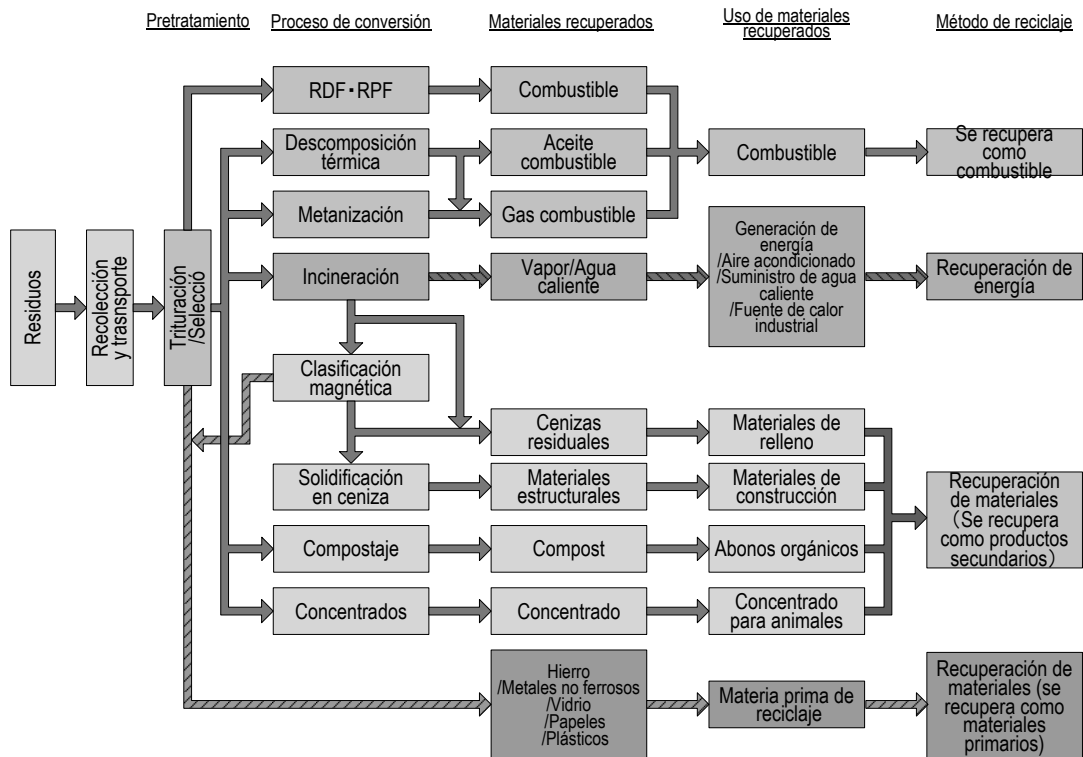 Pretratamiento
Proceso de conversión
Materiales recuperados
Uso de materiales
recuperados
Método de reciclaje
RDF・RPF
Combustible
Descomposición
térmica
Aceite
combustible
Combustible
Se recupera
como
combustible
Metanización
Gas combustible
Residuos
Recolección
y trasnporte
Trituración
/Selecció
Incineración
Vapor/Agua
caliente
Generación de
energía
/Aire acondicionado
/Suministro de agua
caliente
/Fuente de calor
industrial
Recuperación de
energía
Clasificación
magnética
Cenizas
residuales
Materiales de
relleno
Solidificación
en ceniza
Materiales
estructurales
Materiales de
construcción
Recuperación
de materiales
（Se recupera
como productos
secundarios）
Compostaje
Compost
Abonos orgánicos
Concentrados
Concentrado
Concentrado
para animales
Hierro
/Metales no ferrosos
/Vidrio
/Papeles
/Plásticos
Materia prima de
reciclaje
Recuperación de
materiales (se
recupera como
materiales
primarios)